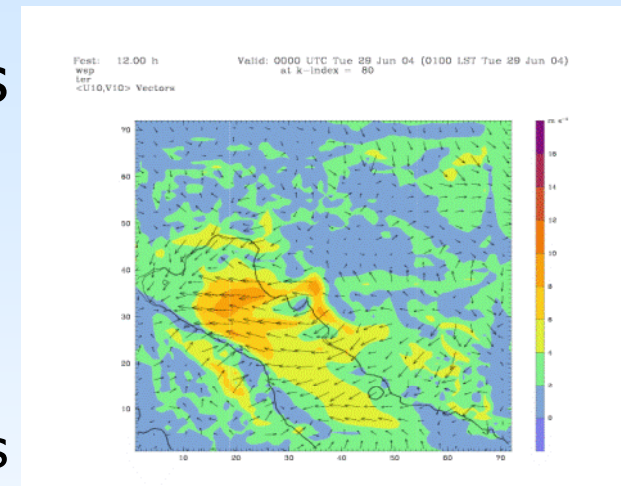 s
Fcst: 12.00 h Valid: 0000 UTC Tue 29 Jun 04 (0100 LST Tue 29 Jun 04)
wsp at k-index = 80
ter
<U10,V10> Vectors
m s⁻¹
70
60
50
40
30
20
10
10 20 30 40 50 60 70
16
14
12
10
8
6
4
2
0
s